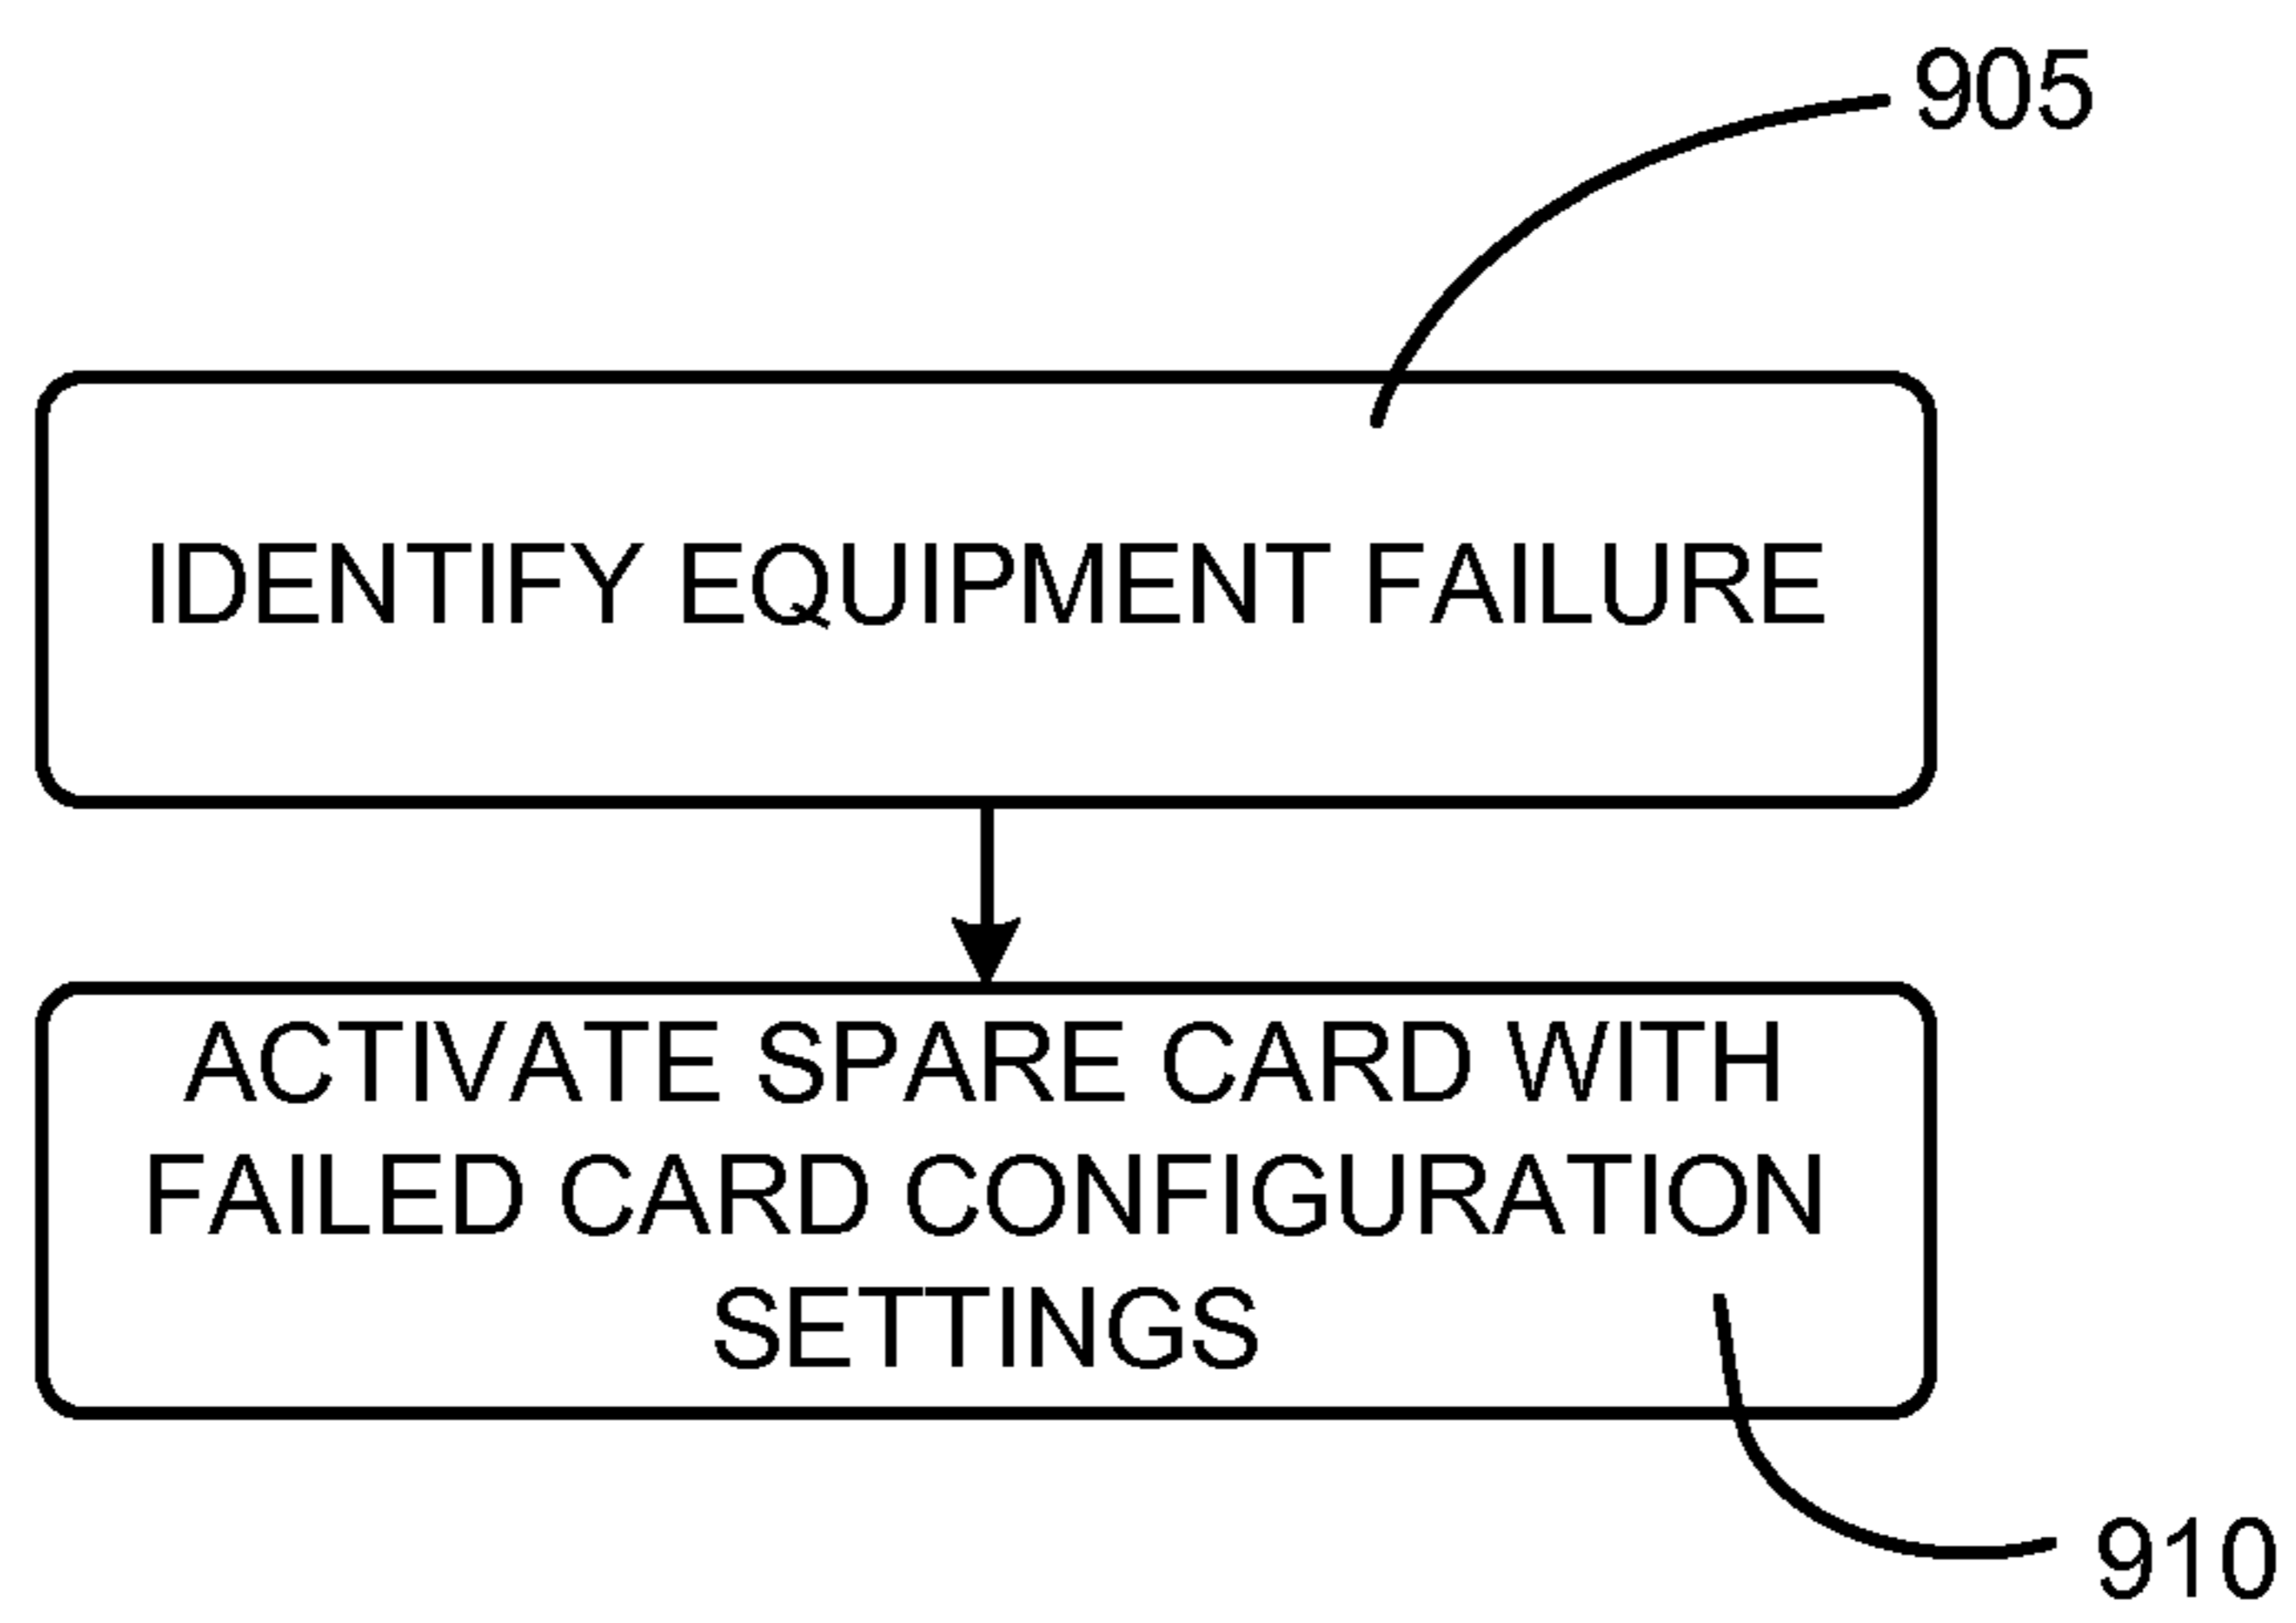 905
IDENTIFY EQUIPMENT FAILURE
ACTIVATE SPARE CARD WITH
FAILED CARD CONFIGURATION
SETTINGS
910